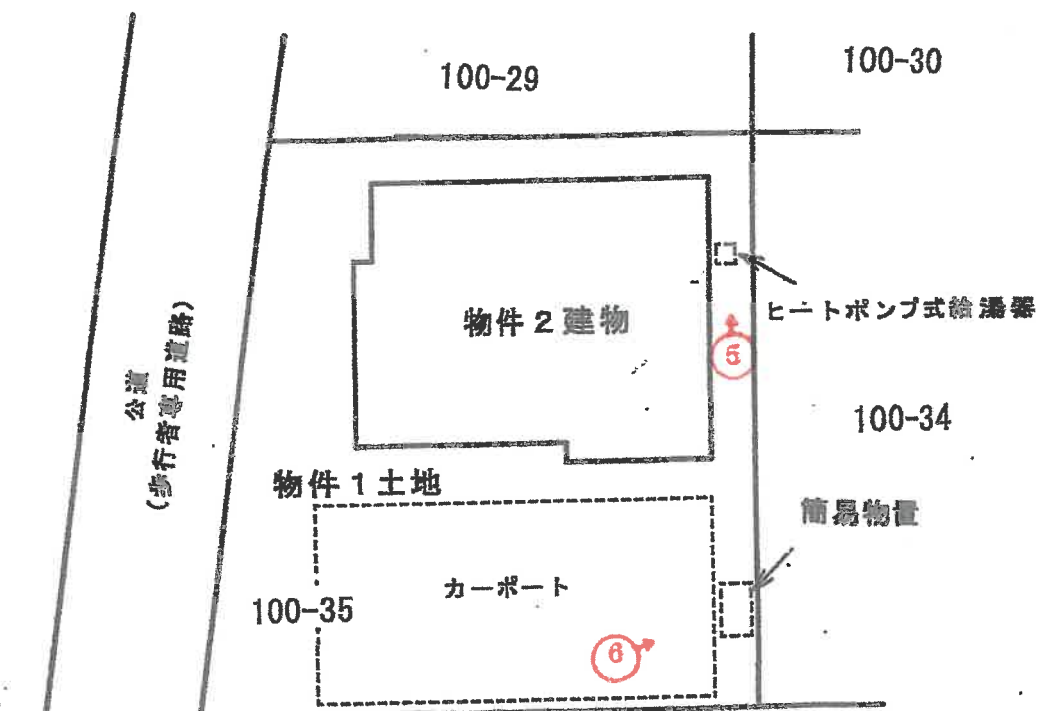 100-29
100-30
ヒートポンプ式給湯器
物件2建物
⑤
公道
(歩行者専用道路)
100-34
物件1土地
簡易物置
カーポート
100-35
⑥